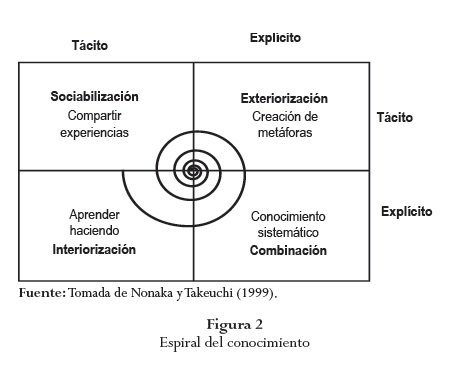 Tácito
Explícito
Sociabilización
Compartir
experiencias
Exteriorización
Creación de
metáforas
Tácito
Aprender
haciendo
Interiorización
Conocimiento
sistemático
Combinación
Explícito
Fuente: Tomada de Nonaka y Takeuchi (1999).
Figura 2
Espiral del conocimiento